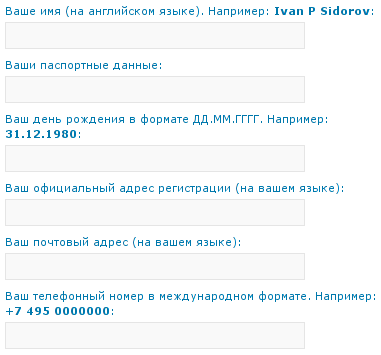 Ваше имя (на английском языке). Например: Ivan P Sidorov:
Ваши паспортные данные:
Ваш день рождения в формате ДД.ММ.ГГГГ. Например:
31.12.1980:
Ваш официальный адрес регистрации (на вашем языке):
Ваш почтовый адрес (на вашем языке):
Ваш телефонный номер в международном формате. Например:
+7 495 0000000: